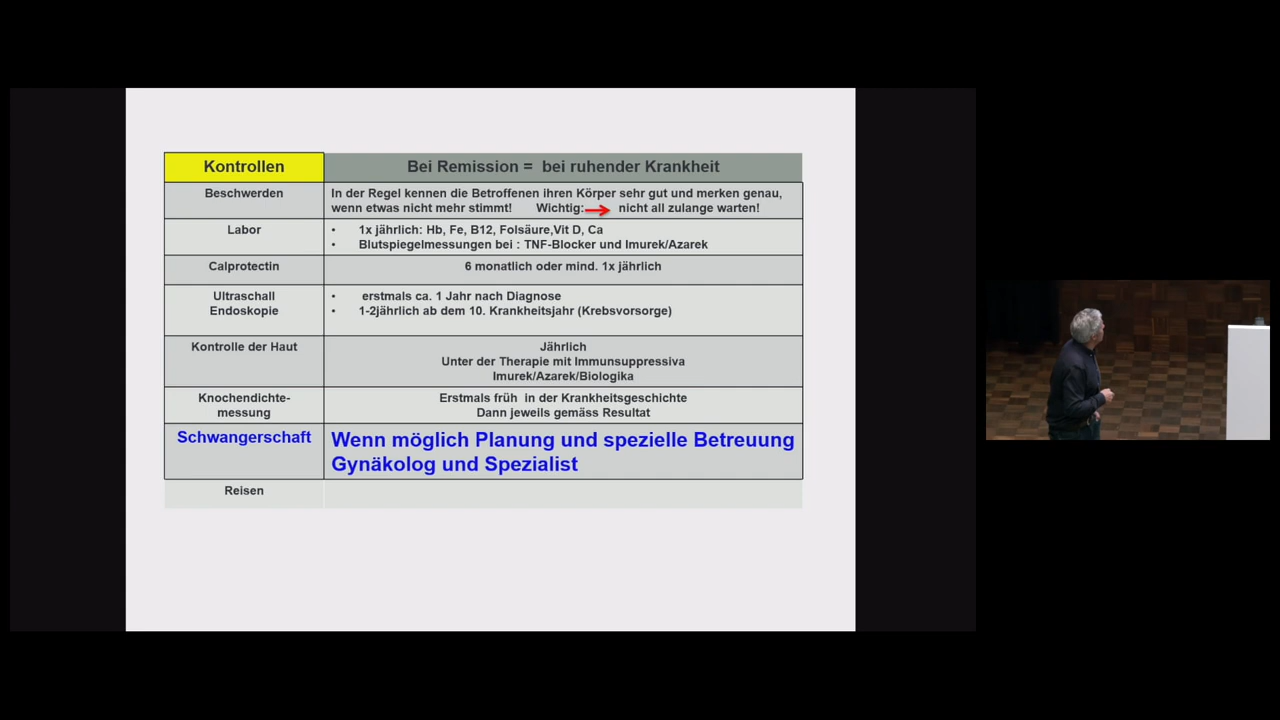 Kontrollen
Bei Remission = bei ruhender Krankheit
Beschwerden
In der Regel kennen die Betroffenen ihren Körper sehr gut und merken genau,
wenn etwas nicht mehr stimmt! Wichtig: nicht all zulange warten!
Labor
• 1x jährlich: Hb, Fe, B12, Folsäure,Vit D, Ca
• Blutspiegelmessungen bei : TNF-Blocker und Imurek/Azarek
Calprotectin
6 monatlich oder mind. 1x jährlich
Ultraschall
Endoskopie
• erstmals ca. 1 Jahr nach Diagnose
• 1-2jährlich ab dem 10. Krankheitsjahr (Krebsvorsorge)
Kontrolle der Haut
Jährlich
Unter der Therapie mit Immunsuppressiva
Imurek/Azarek/Biologika
Knochendichte-
messung
Erstmals früh in der Krankheitsgeschichte
Dann jeweils gemäss Resultat
Schwangerschaft
Wenn möglich Planung und spezielle Betreuung
Gynäkolog und Spezialist
Reisen